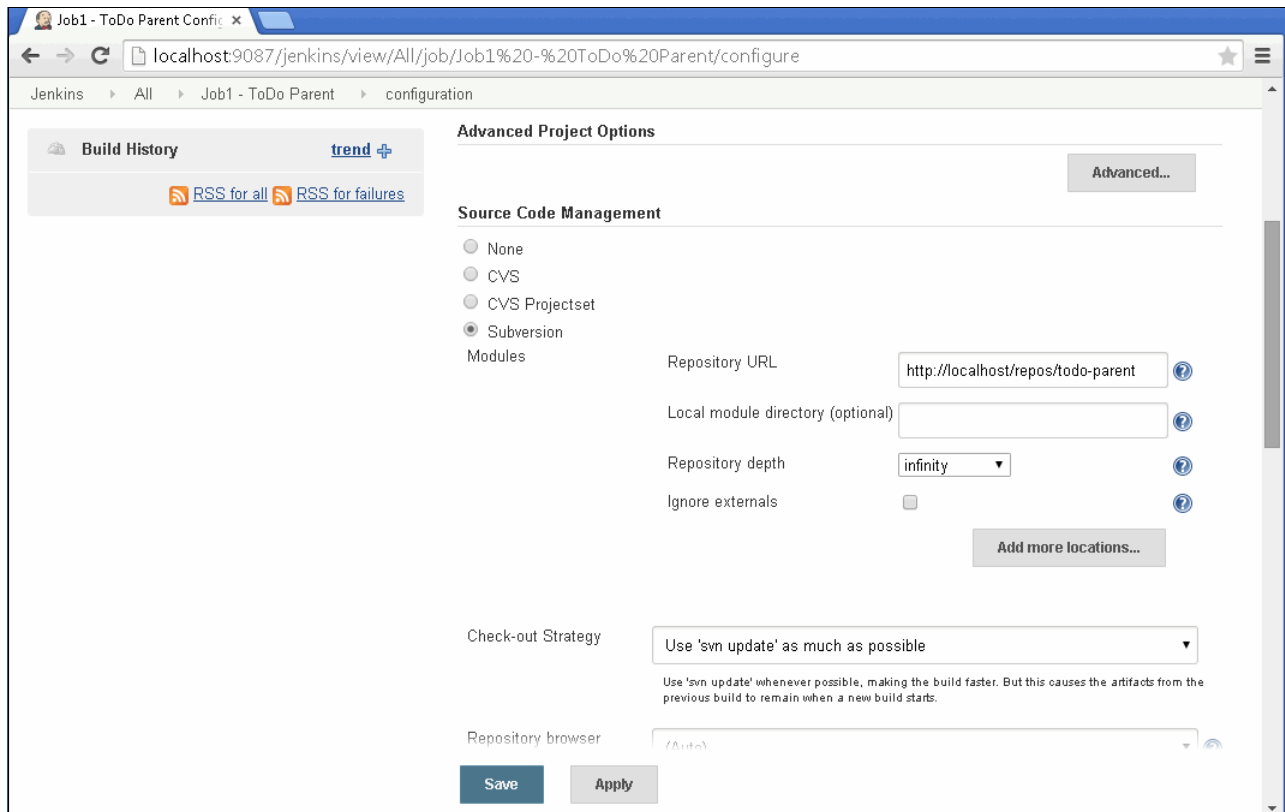 Job1 - ToDo Parent Config
localhost:9087/jenkins/view/All/job/Job1%20-%20ToDo%20Parent/configure
Jenkins All Job1 - ToDo Parent configuration
Build History trend
RSS for all RSS for failures
Advanced Project Options
Advanced...
Source Code Management
None
CVS
CVS Projectset
Subversion
Modules
Repository URL http://localhost/repos/todo-parent
Local module directory (optional)
Repository depth infinity
Ignore externals
Add more locations...
Check-out Strategy Use 'svn update' as much as possible
Use 'svn update' whenever possible, making the build faster. But this causes the artifacts from the
previous build to remain when a new build starts.
Repository browser (Auto)
Save Apply